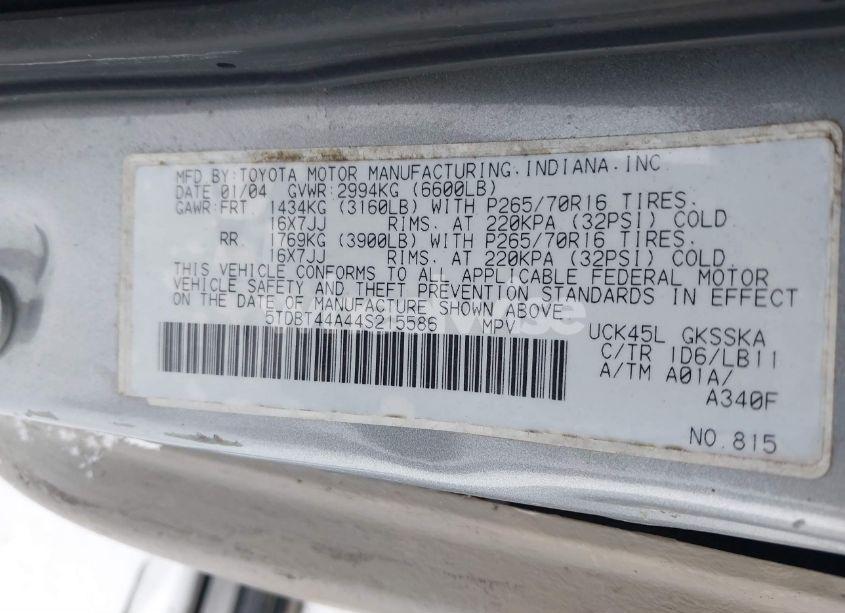 MFD.BY:TOYOTA MOTOR MANUFACTURING.INDIANA.INC
DATE 01/04 GVWR:2994KG (6600LB)
GAWR:FRT 1434KG (3160LB) WITH P265/70R16 TIRES.
16X7JJ RIMS. AT 220KPA (32PSI) COLD
RR 1769KG (3900LB) WITH P265/70R16 TIRES.
16X7JJ RIMS. AT 220KPA (32PSI) COLD.
THIS VEHICLE CONFORMS TO ALL APPLICABLE FEDERAL MOTOR
VEHICLE SAFETY AND THEFT PREVENTION STANDARDS IN EFFECT
ON THE DATE OF MANUFACTURE SHOWN ABOVE.
5TDBT44A44S215586 MPV
UCK45L GKSSKA
C/TR 1D6/LB11
A/TM A01A/
A340F
NO.815